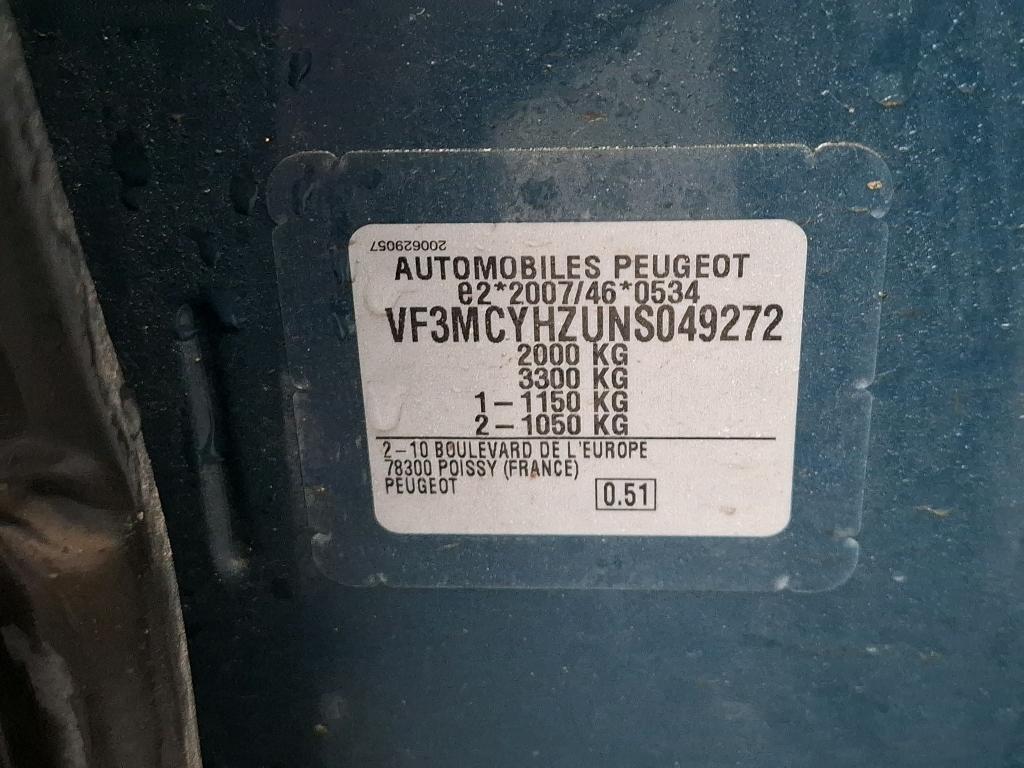 200629057
AUTOMOBILES PEUGEOT
e2*2007/46*0534
VF3MCYHZUNS049272
2000 KG
3300 KG
1-1150 KG
2-1050 KG
2-10 BOULEVARD DE L'EUROPE
78300 POISSY (FRANCE)
PEUGEOT
0.51